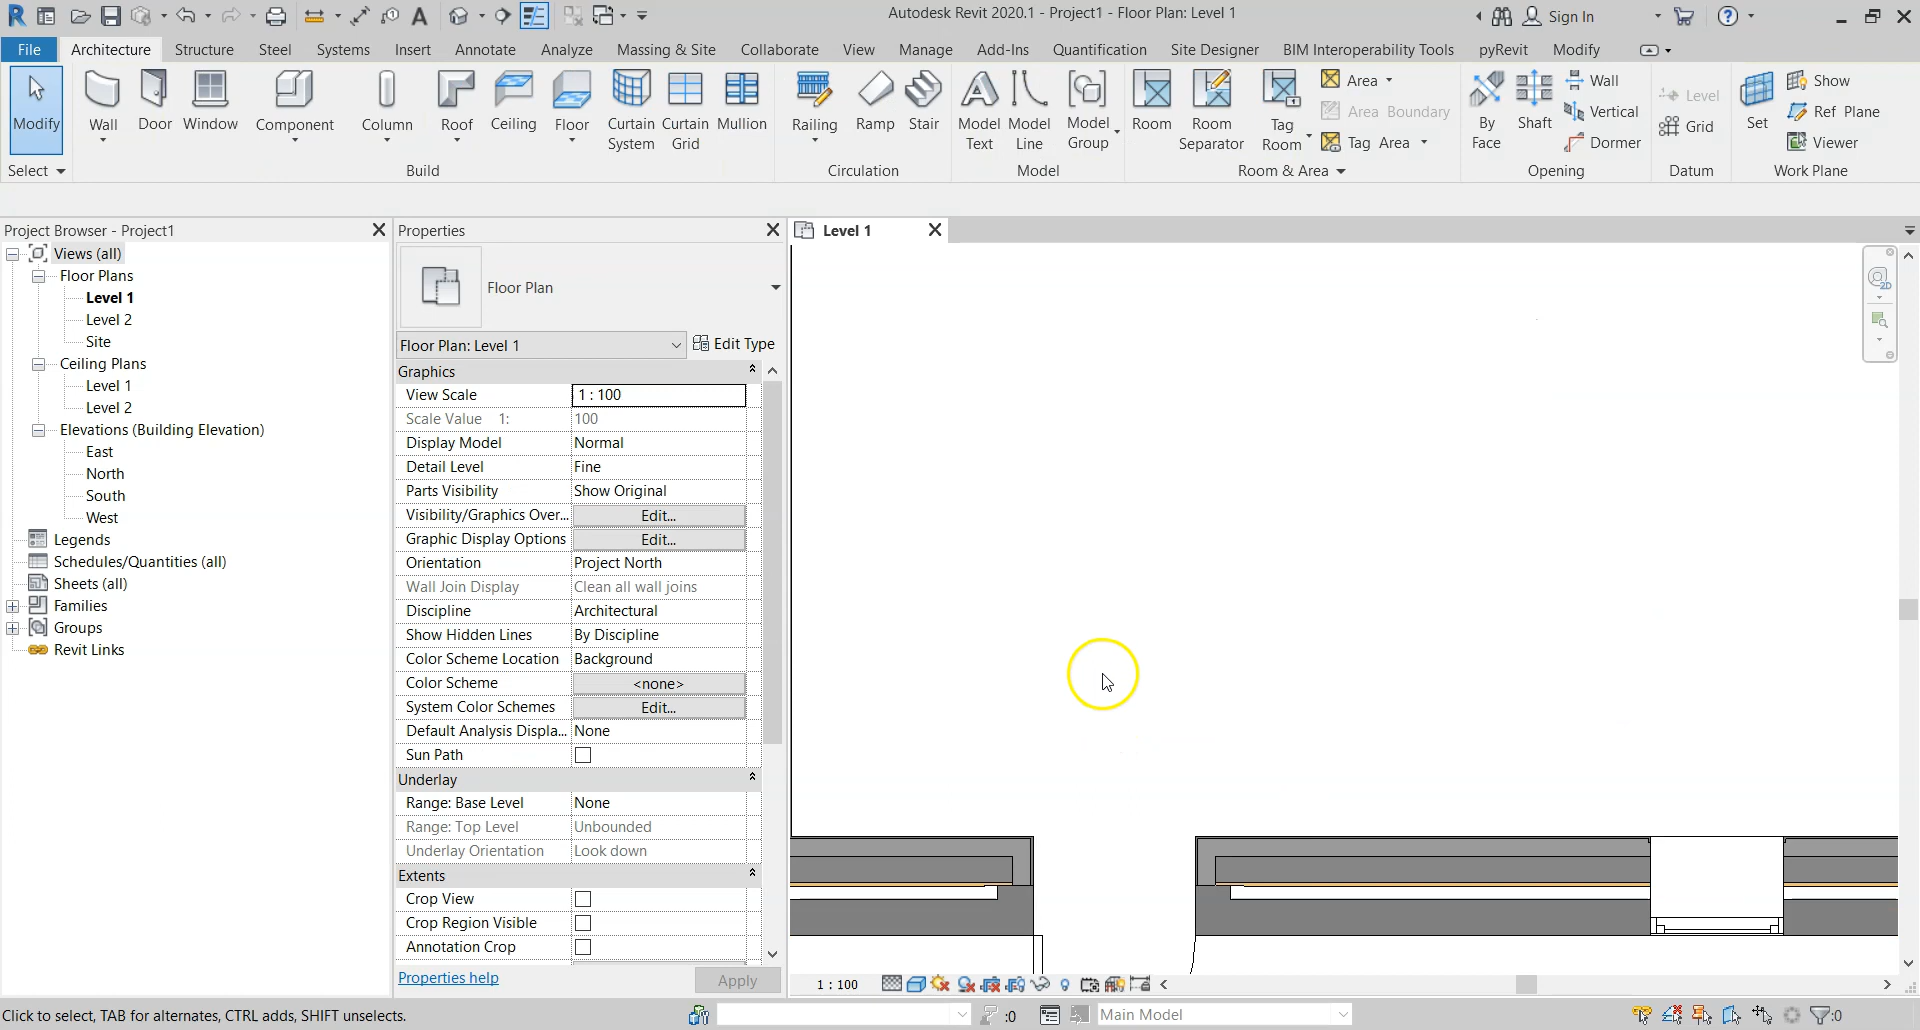 Autodesk Revit 2020.1 - Project1 - Floor Plan: Level 1
Sign In
File Architecture Structure Steel Systems Insert Annotate Analyze Massing & Site Collaborate View Manage Add-Ins Quantification Site Designer BIM Interoperability Tools pyRevit Modify
Modify
Wall
Door
Window
Component
Column
Roof
Ceiling
Floor
Curtain System
Curtain Grid
Mullion
Railing
Ramp
Stair
Model Text
Model Line
Model Group
Room
Room Separator
Tag Room
Area
Area Boundary
Tag Area
By Face
Shaft
Wall
Vertical
Dormer
Level
Grid
Set
Show
Ref Plane
Viewer
Select
Build
Circulation
Model
Room & Area
Opening
Datum
Work Plane
Project Browser - Project1
Views (all)
Floor Plans
Level 1
Level 2
Site
Ceiling Plans
Level 1
Level 2
Elevations (Building Elevation)
East
North
South
West
Legends
Schedules/Quantities (all)
Sheets (all)
Families
Groups
Revit Links
Properties
Floor Plan
Floor Plan: Level 1
Edit Type
Graphics
View Scale 1 : 100
Scale Value 1: 100
Display Model Normal
Detail Level Fine
Parts Visibility Show Original
Visibility/Graphics Over... Edit...
Graphic Display Options Edit...
Orientation Project North
Wall Join Display Clean all wall joins
Discipline Architectural
Show Hidden Lines By Discipline
Color Scheme Location Background
Color Scheme <none>
System Color Schemes Edit...
Default Analysis Displa... None
Sun Path
Underlay
Range: Base Level None
Range: Top Level Unbounded
Underlay Orientation Look down
Extents
Crop View
Crop Region Visible
Annotation Crop
Properties help
Apply
Level 1
2D
1 : 100
Click to select, TAB for alternates, CTRL adds, SHIFT unselects.
:0
Main Model
:0